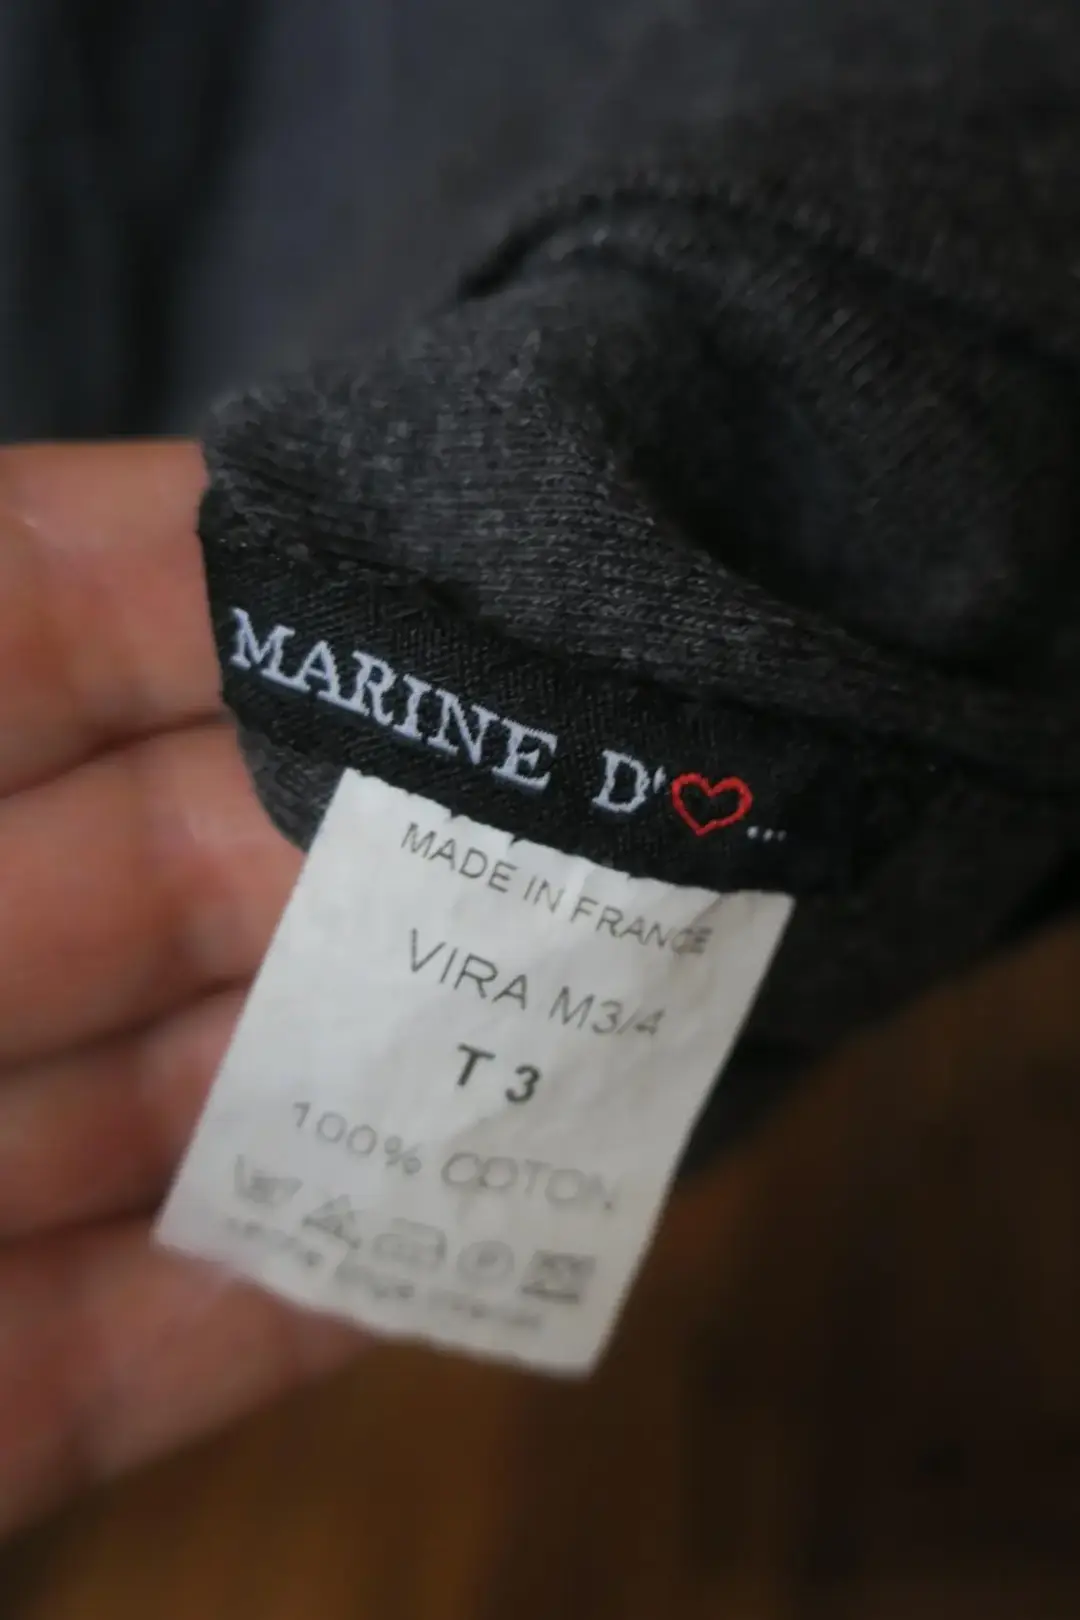 MARINE D'♡...
MADE IN FRANCE
VIRA M3/4
T 3
100% COTON